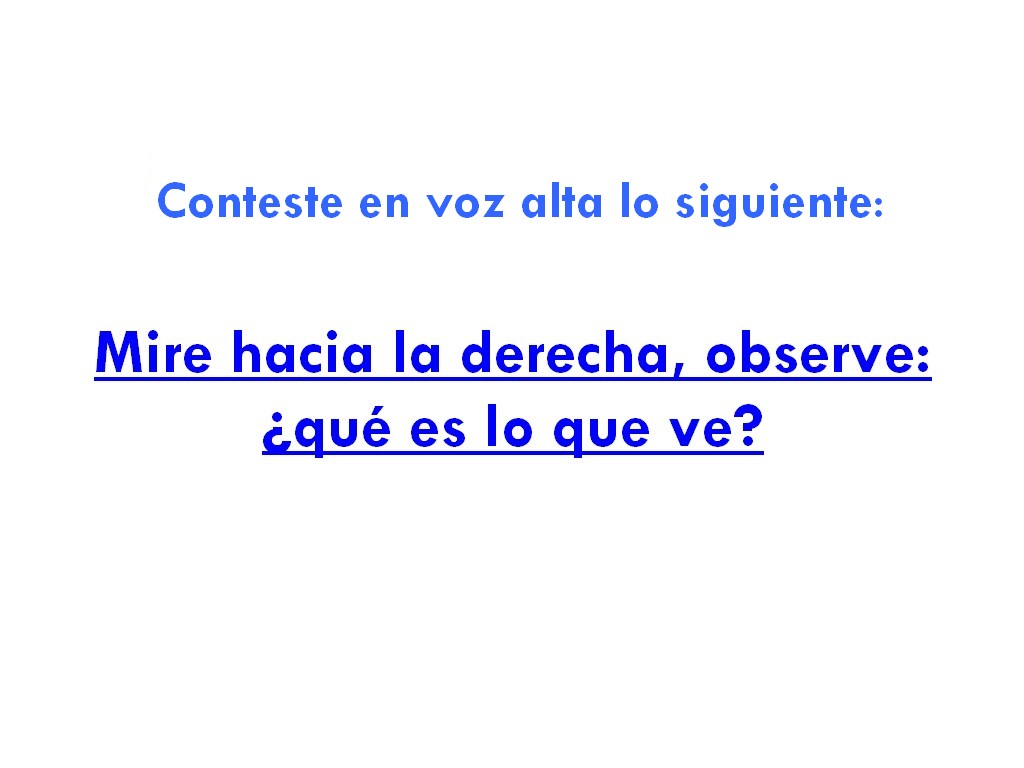 Conteste en voz alta lo siguiente:
Mire hacia la derecha, observe:
¿qué es lo que ve?